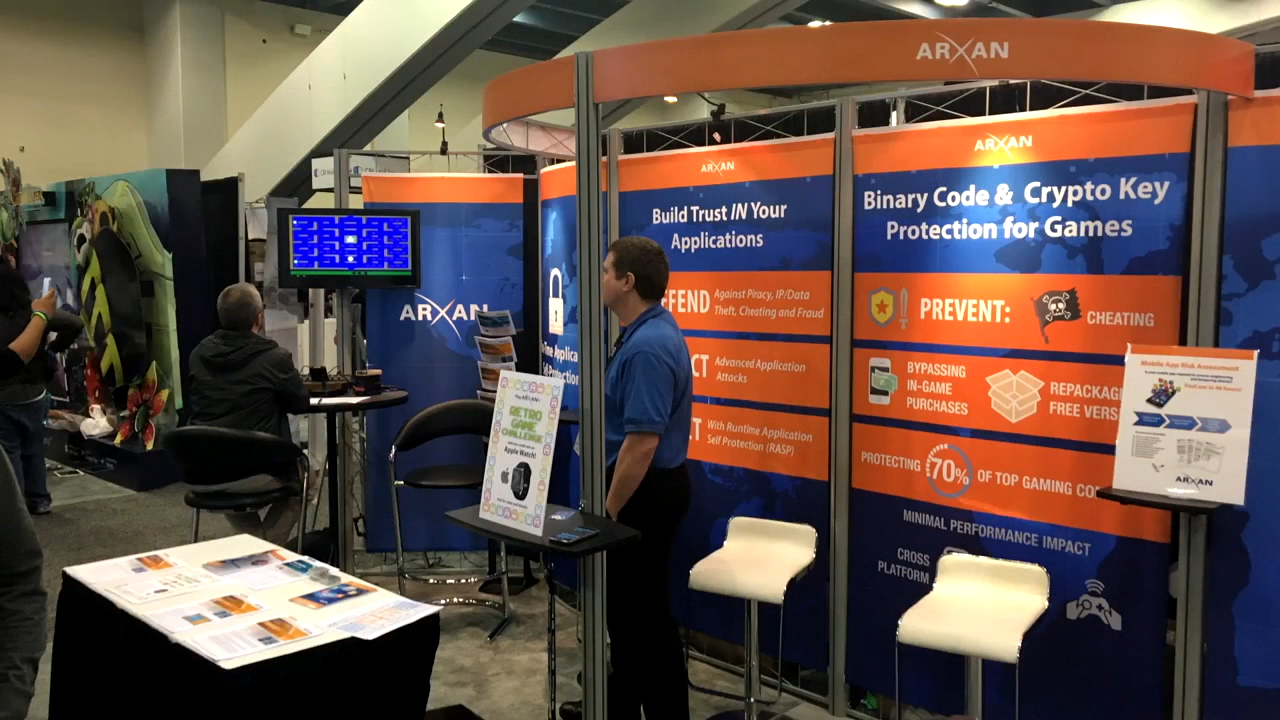 ARXAN
ARXAN
ARXAN
ARXAN
Build Trust IN Your
Applications
Against Piracy, IP/Data
Theft, Cheating and Fraud
Advanced Application
Attacks
With Runtime Application
Self Protection (RASP)
Binary Code & Crypto Key
Protection for Games
PREVENT:
CHEATING
BYPASSING
IN-GAME
PURCHASES
REPACKAG
FREE VERS
PROTECTING
70%
OF TOP GAMING CO
MINIMAL PERFORMANCE IMPACT
CROSS
PLATFORM
RETRO
GAME
CHALLENGE
Apple Watch!
Mobile App Risk Assessment
ARXAN